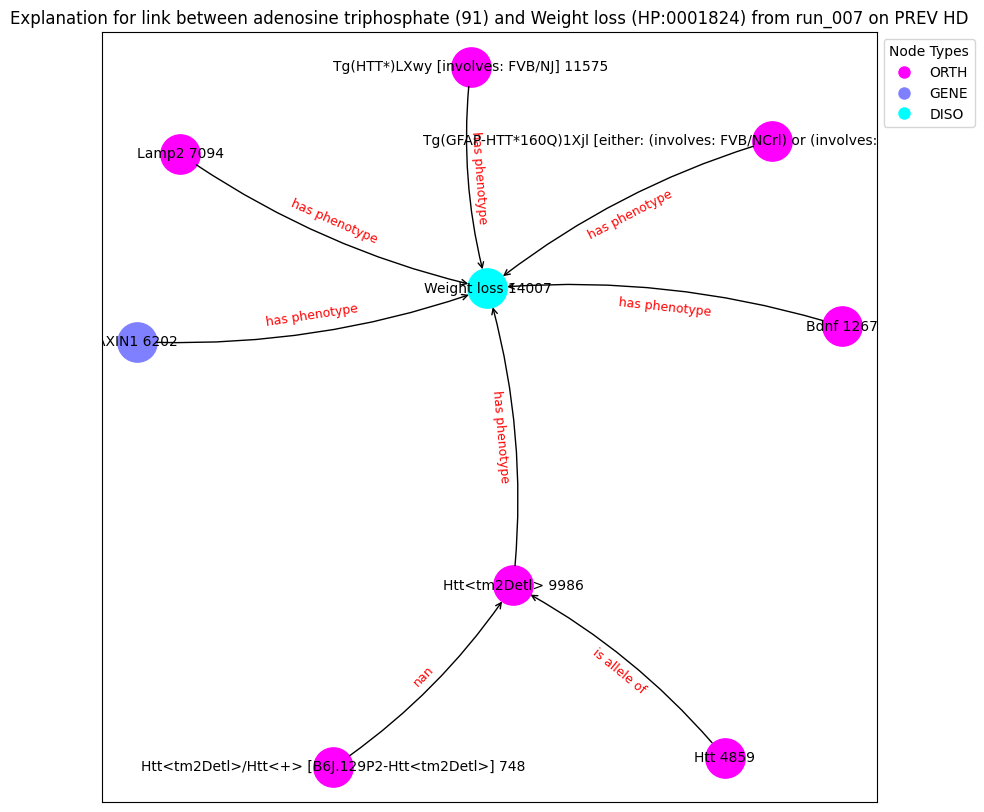 Explanation for link between adenosine triphosphate (91) and Weight loss (HP:0001824) from run_007 on PREV HD
Node Types
ORTH
GENE
DISO
Tg(HTT*)LXwy [involves: FVB/NJ] 11575
Tg(GFAP-HTT*160Q)1Xjl [either: (involves: FVB/NCrl) or (involves:
Lamp2 7094
has phenotype
has phenotype
has phenotype
Weight loss 14007
has phenotype
has phenotype
Bdnf 1267
AXIN1 6202
has phenotype
Htt<tm2Detl> 9986
nan
is allele of
Htt<tm2Detl>/Htt<+> [B6J.129P2-Htt<tm2Detl>] 748
Htt 4859